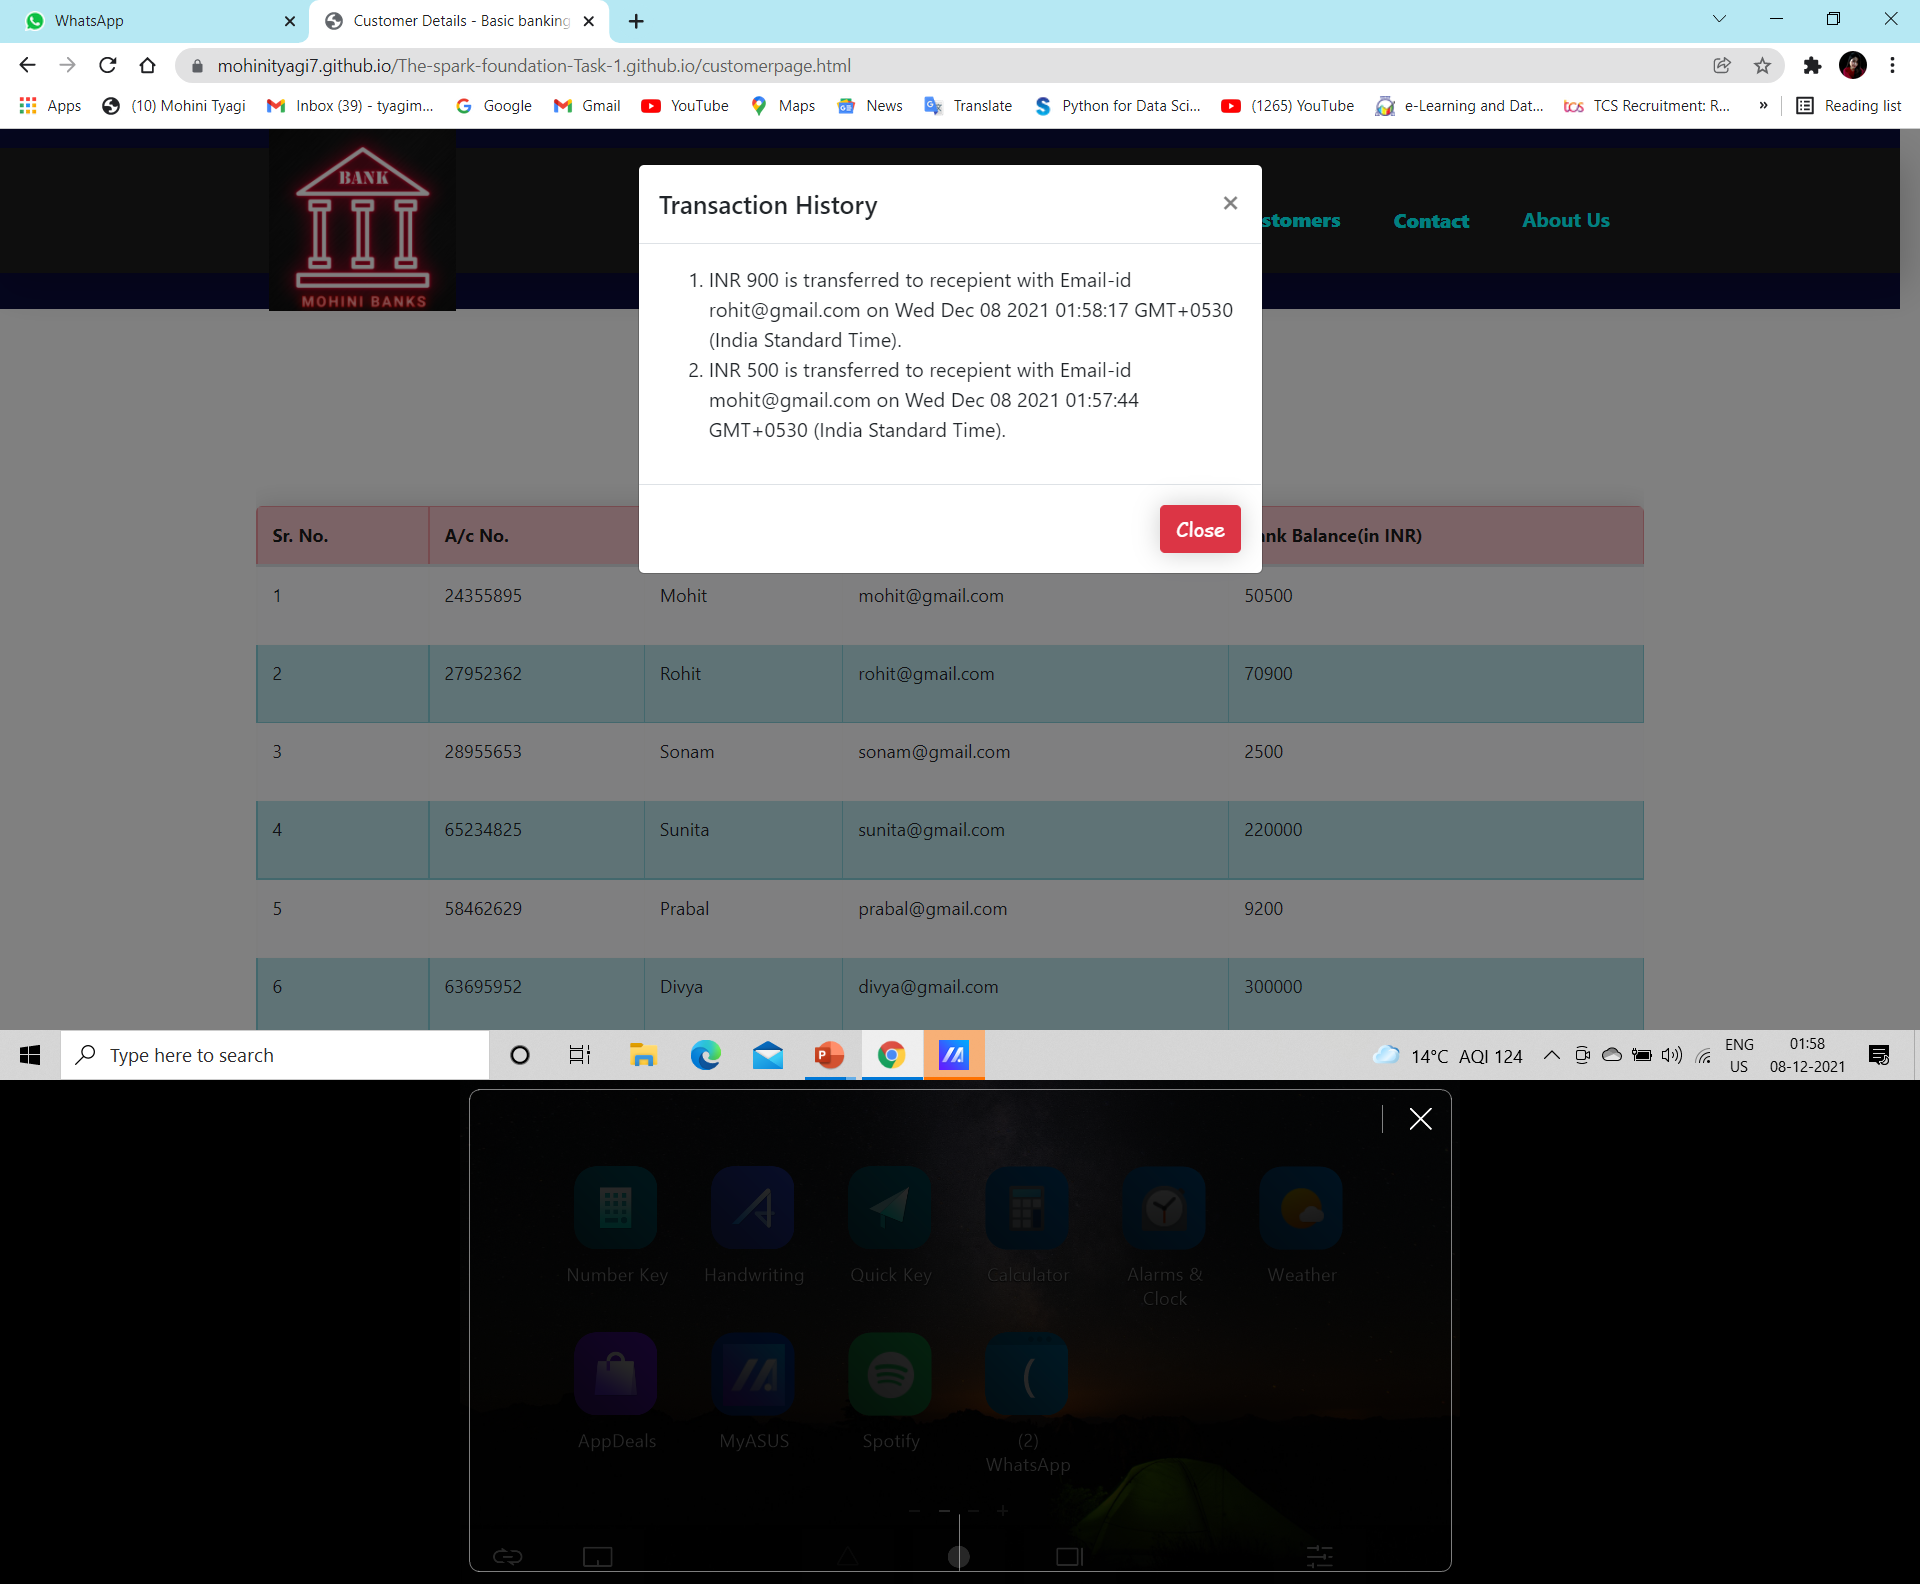 WhatsApp
Customer Details - Basic banking
mohinityagi7.github.io/The-spark-foundation-Task-1.github.io/customerpage.html
Apps (10) Mohini Tyagi Inbox (39) - tyagim... Google Gmail YouTube Maps News Translate Python for Data Sci... (1265) YouTube e-Learning and Dat... tcs TCS Recruitment: R... » Reading list
BANK
MOHINI BANKS
stomers Contact About Us
Transaction History ×
1. INR 900 is transferred to recepient with Email-id
rohit@gmail.com on Wed Dec 08 2021 01:58:17 GMT+0530
(India Standard Time).
2. INR 500 is transferred to recepient with Email-id
mohit@gmail.com on Wed Dec 08 2021 01:57:44
GMT+0530 (India Standard Time).
Close
Sr. No. A/c No. nk Balance(in INR)
1 24355895 Mohit mohit@gmail.com 50500
2 27952362 Rohit rohit@gmail.com 70900
3 28955653 Sonam sonam@gmail.com 2500
4 65234825 Sunita sunita@gmail.com 220000
5 58462629 Prabal prabal@gmail.com 9200
6 63695952 Divya divya@gmail.com 300000
Type here to search
14°C AQI 124
ENG
US
01:58
08-12-2021
Number Key Handwriting Quick Key Calculator Alarms & Weather
Clock
AppDeals MyASUS Spotify (2)
WhatsApp